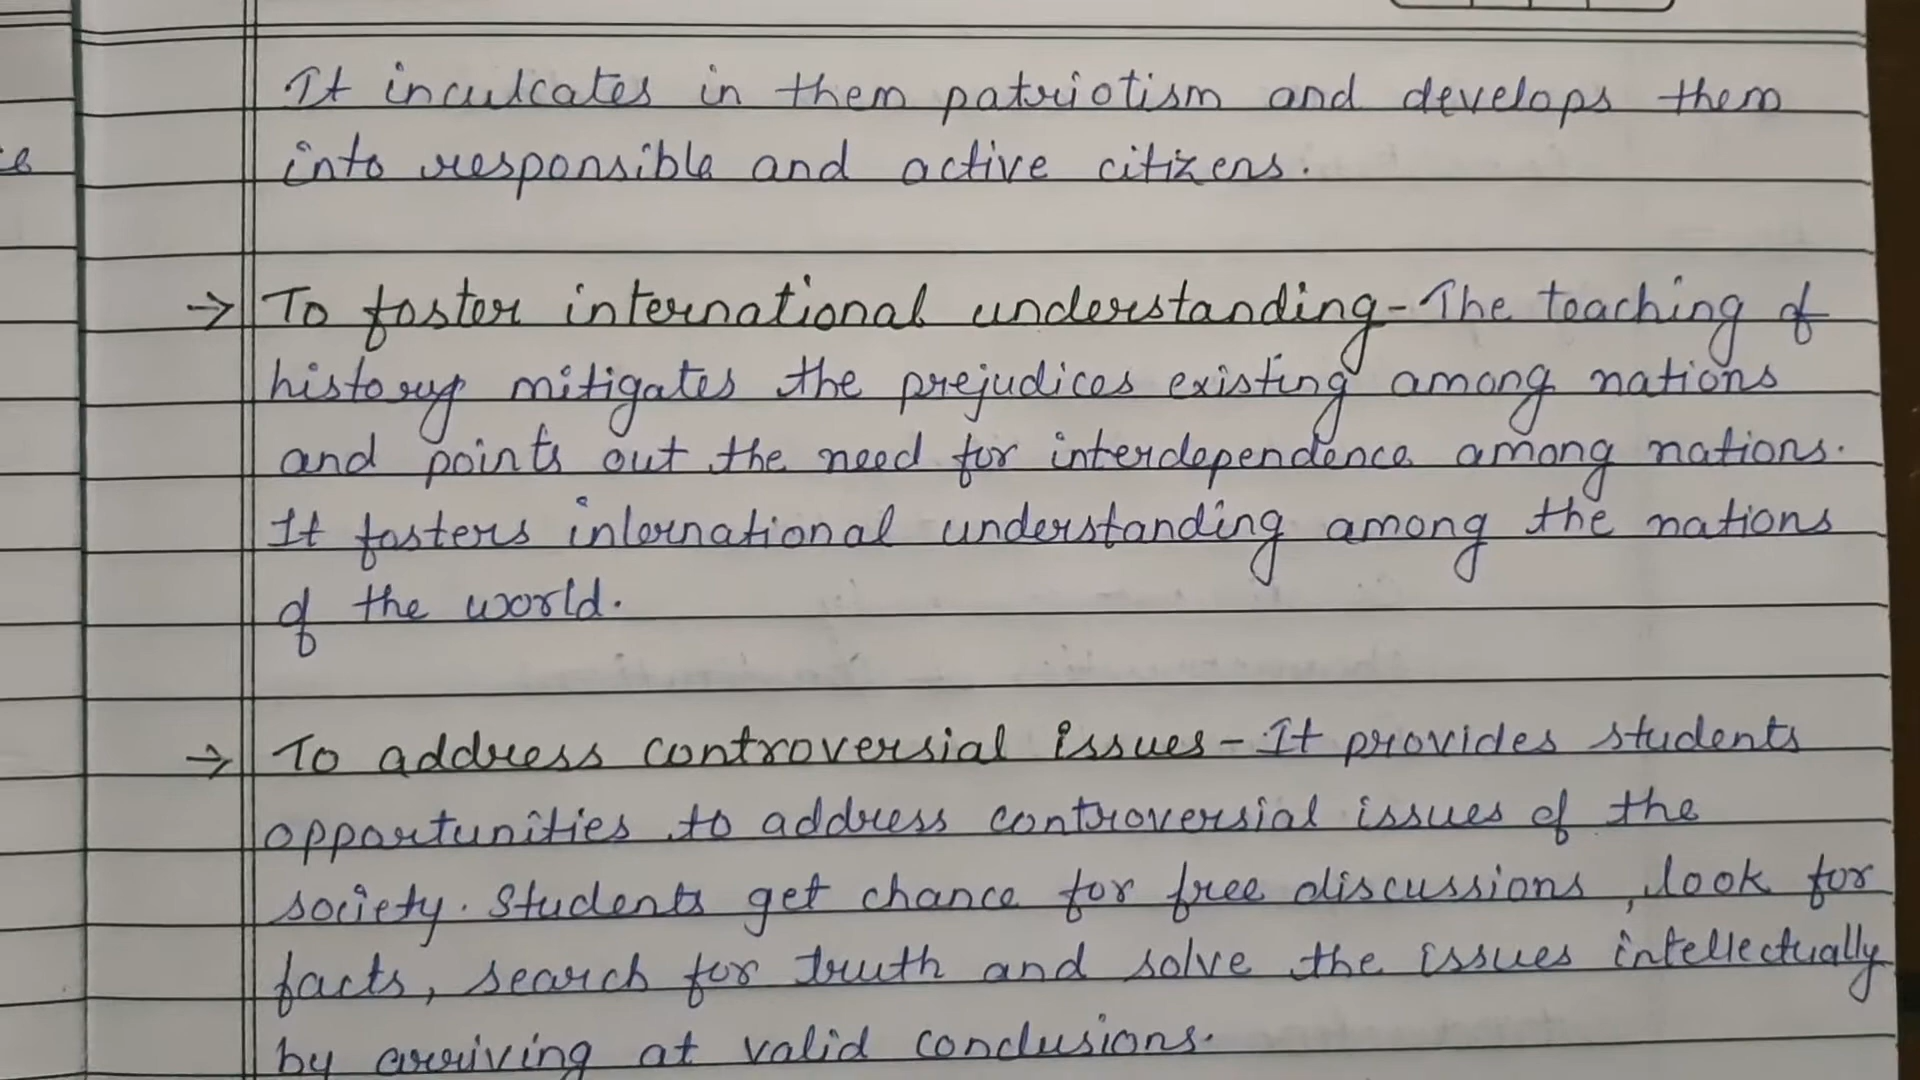 It inculcates in them patriotism and develops them
into responsible and active citizens.
→ To foster international understanding - The teaching of
history mitigates the prejudices existing among nations
and points out the need for interdependence among nations.
It fosters international understanding among the nations
of the world.
→ To address controversial issues - It provides students
opportunities to address controversial issues of the
society. Students get chance for free discussions, look for
facts, search for truth and solve the issues intellectually
by arriving at valid conclusions.